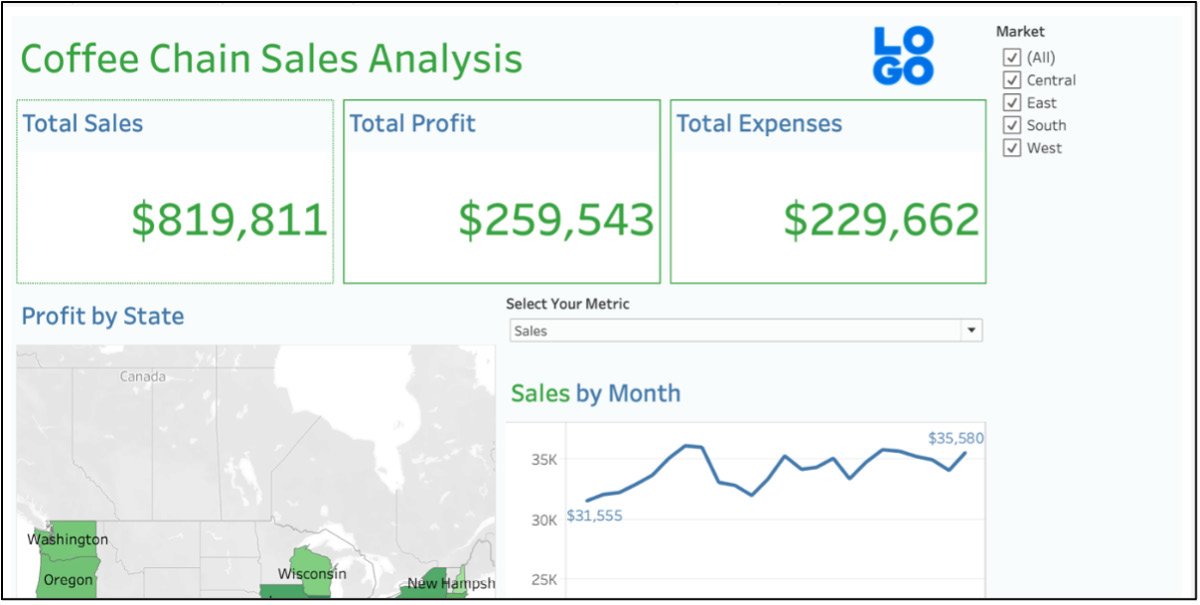 Coffee Chain Sales Analysis
LO
GO
Market
(All)
Central
East
South
West
Total Sales
$819,811
Total Profit
$259,543
Total Expenses
$229,662
Profit by State
Canada
Washington
Oregon
Wisconsin
New Hampsh
Select Your Metric
Sales
Sales by Month
35K
30K
25K
$31,555
$35,580